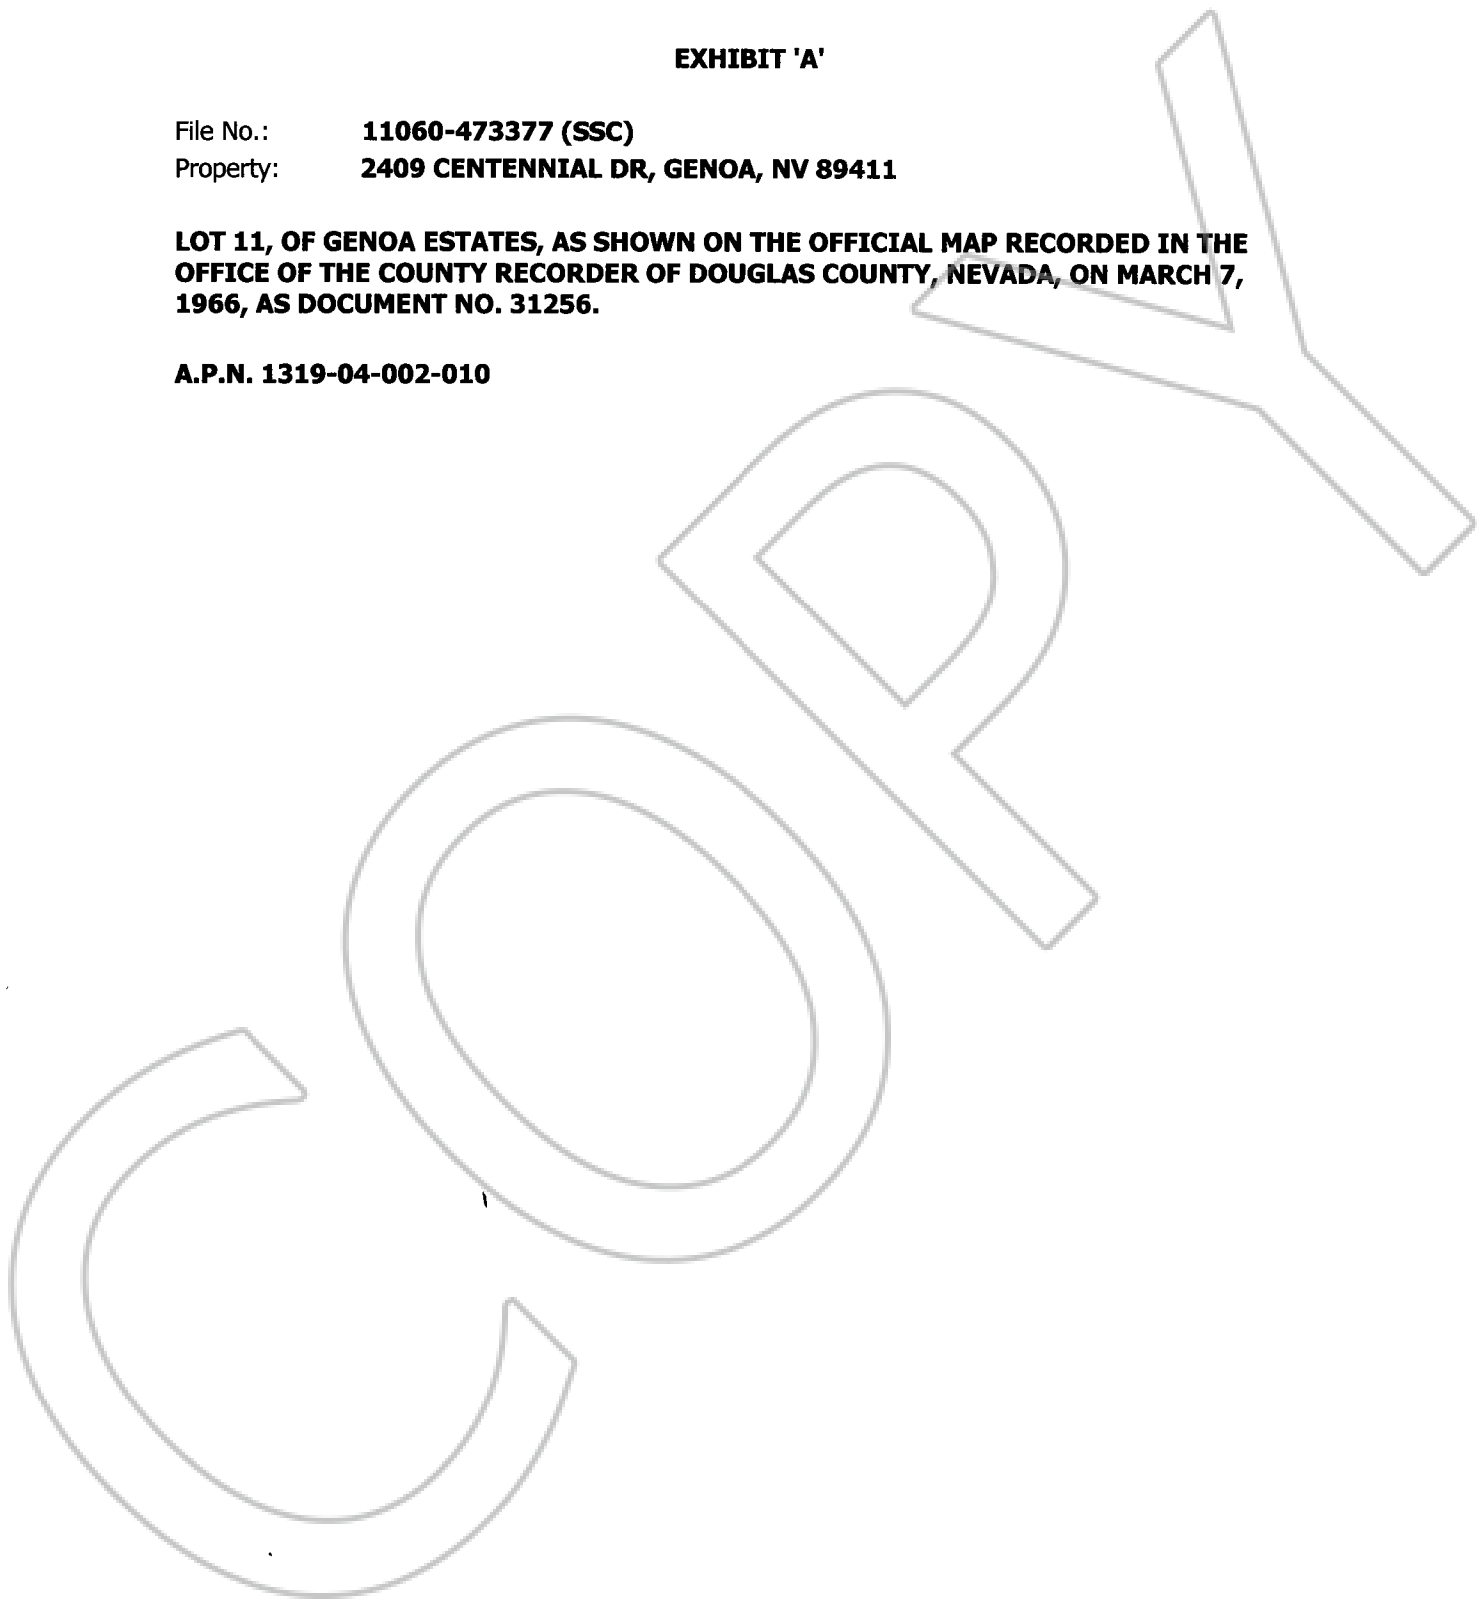 EXHIBIT 'A'
File No.: 11060-473377 (SSC)
Property: 2409 CENTENNIAL DR, GENOA, NV 89411
LOT 11, OF GENOA ESTATES, AS SHOWN ON THE OFFICIAL MAP RECORDED IN THE
OFFICE OF THE COUNTY RECORDER OF DOUGLAS COUNTY, NEVADA, ON MARCH 7,
1966, AS DOCUMENT NO. 31256.
A.P.N. 1319-04-002-010
COPY